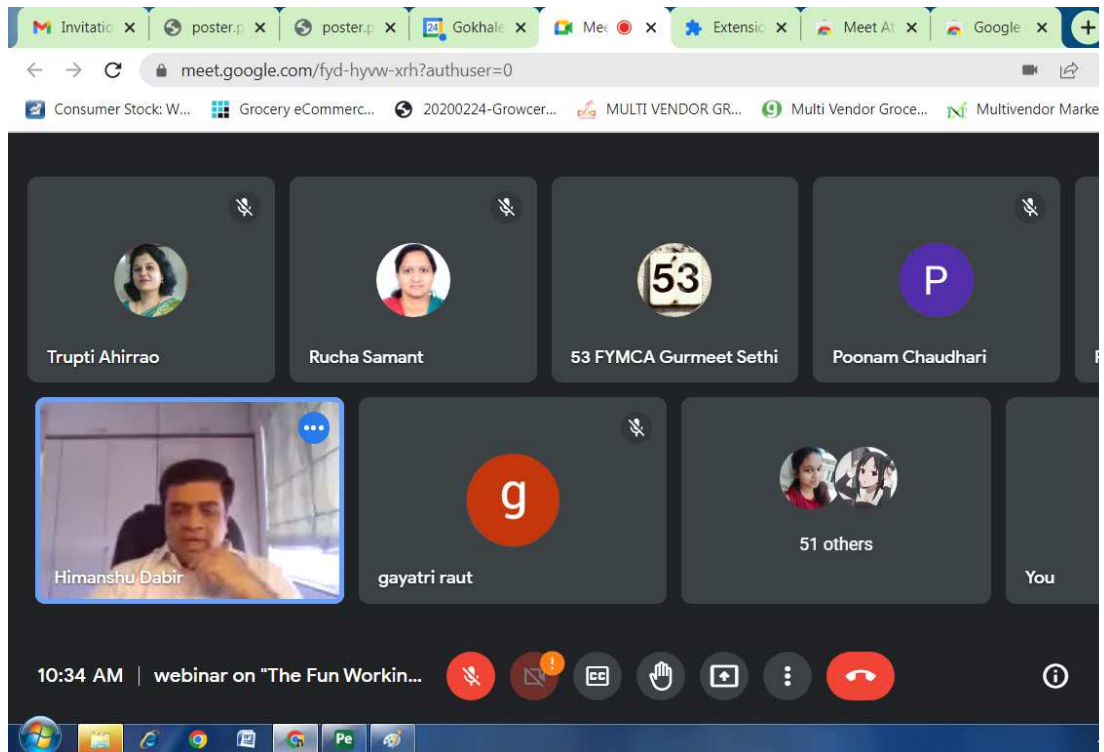 Invitatio
poster.p
poster.p
24
Gokhale
Mee
Extensio
Meet At
Google
meet.google.com/fyd-hyvw-xrh?authuser=0
Consumer Stock: W...
Grocery eCommerc...
20200224-Growcer...
MULTI VENDOR GR...
Multi Vendor Groce...
Multivendor Marke
53
P
Trupti Ahirrao
Rucha Samant
53 FYMCA Gurmeet Sethi
Poonam Chaudhari
g
51 others
Himanshu Dabir
gayatri raut
You
10:34 AM | webinar on "The Fun Workin...
CC
Pe